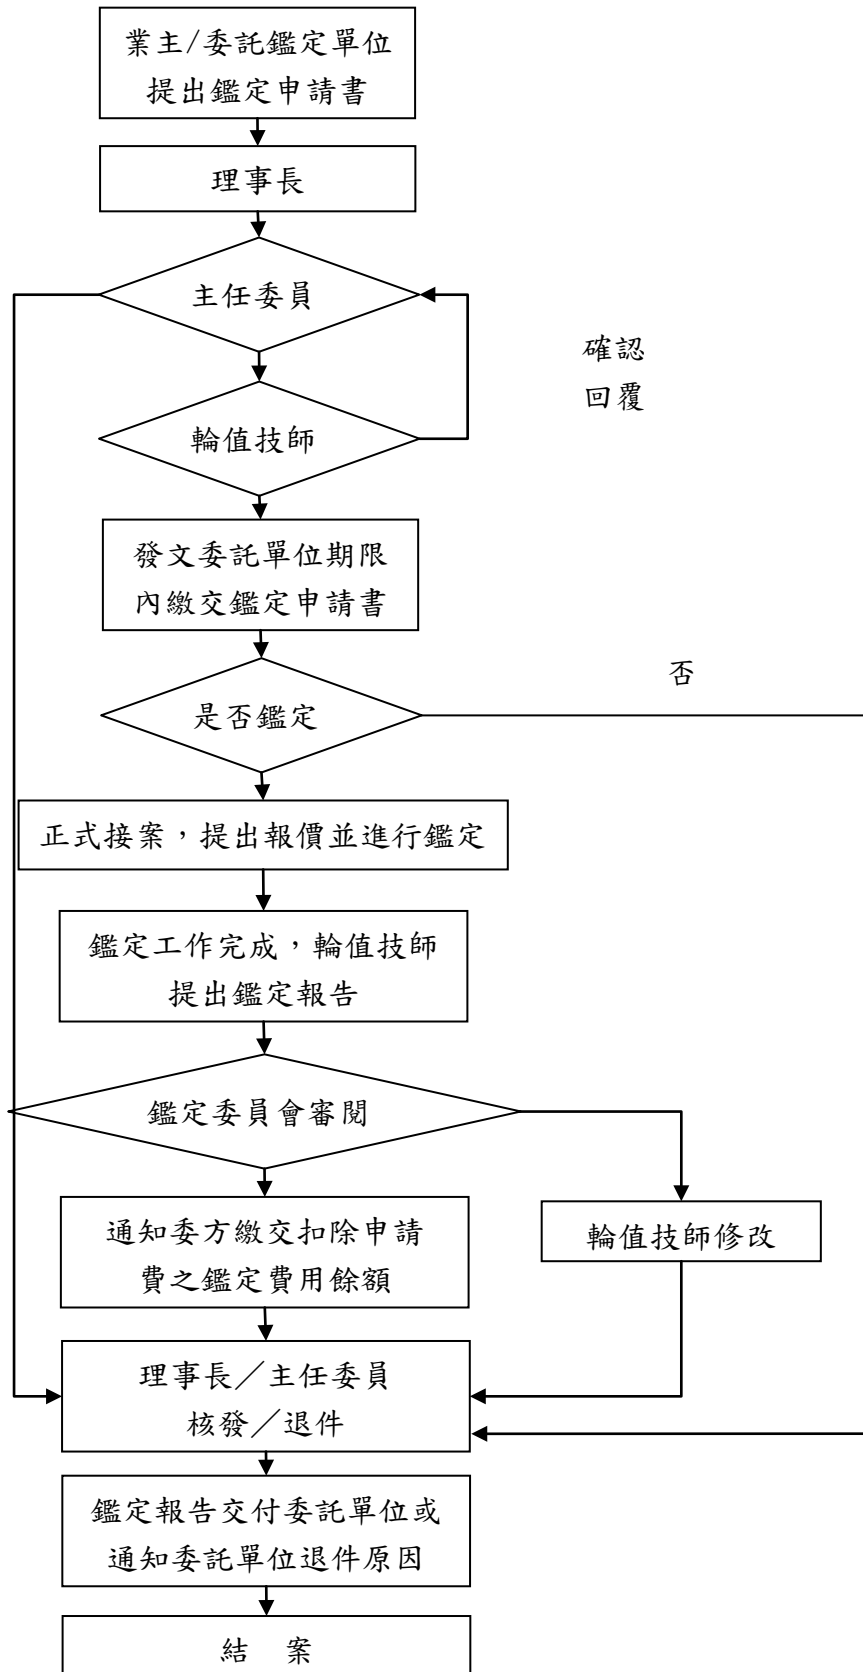 業主/委託鑑定單位
提出鑑定申請書
理事長
主任委員
確認
回覆
輪值技師
發文委託單位期限
內繳交鑑定申請書
否
是否鑑定
正式接案，提出報價並進行鑑定
鑑定工作完成，輪值技師
提出鑑定報告
鑑定委員會審閱
通知委方繳交扣除申請
費之鑑定費用餘額
輪值技師修改
理事長／主任委員
核發／退件
鑑定報告交付委託單位或
通知委託單位退件原因
結　案